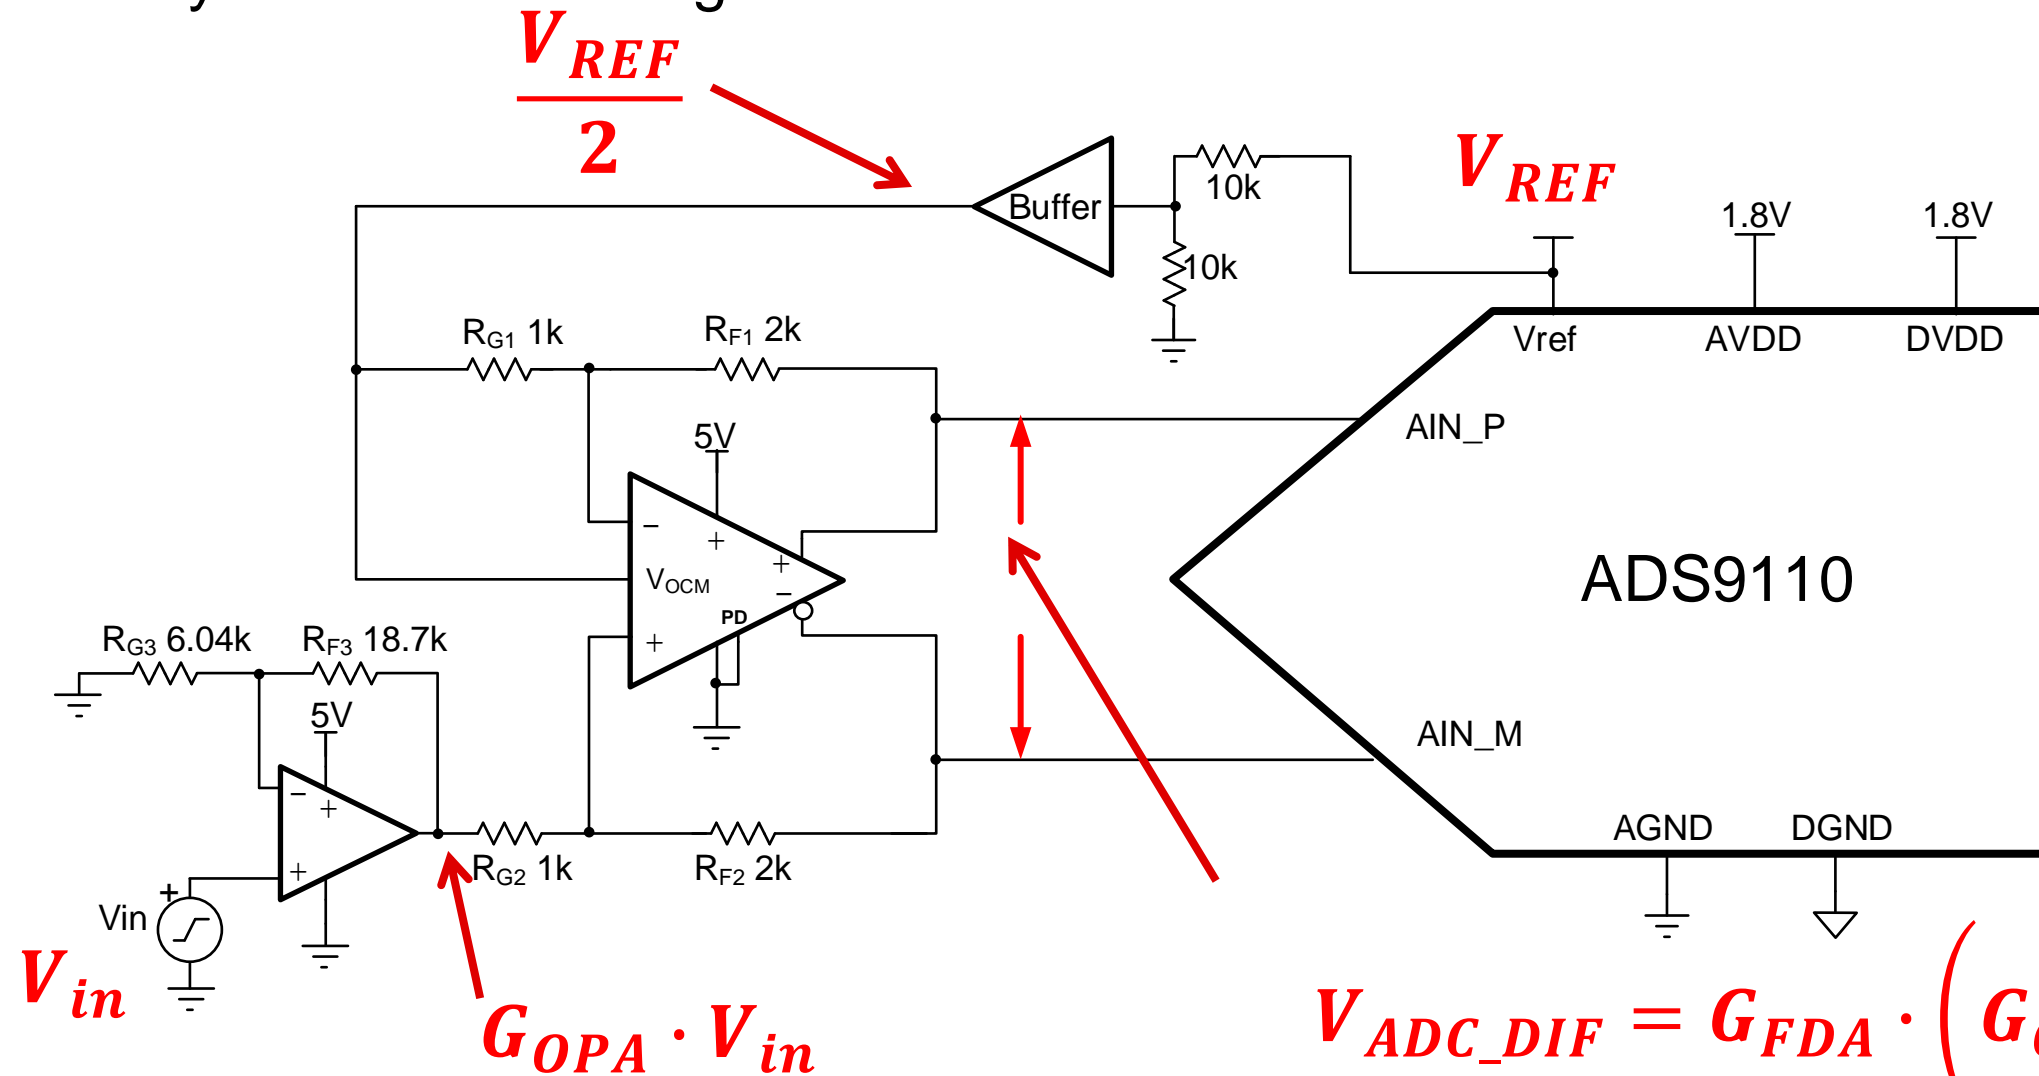 V_REF
2
V_REF
Buffer
10k
10k
1.8V
1.8V
R_G1 1k
R_F1 2k
Vref
AVDD
DVDD
AIN_P
5V
−
+
+
−
V_OCM
PD
+
ADS9110
R_G3 6.04k
R_F3 18.7k
5V
−
+
+
AIN_M
R_G2 1k
R_F2 2k
AGND
DGND
+
Vin
V_in
G_OPA · V_in
V_ADC_DIF = G_FDA · ( G